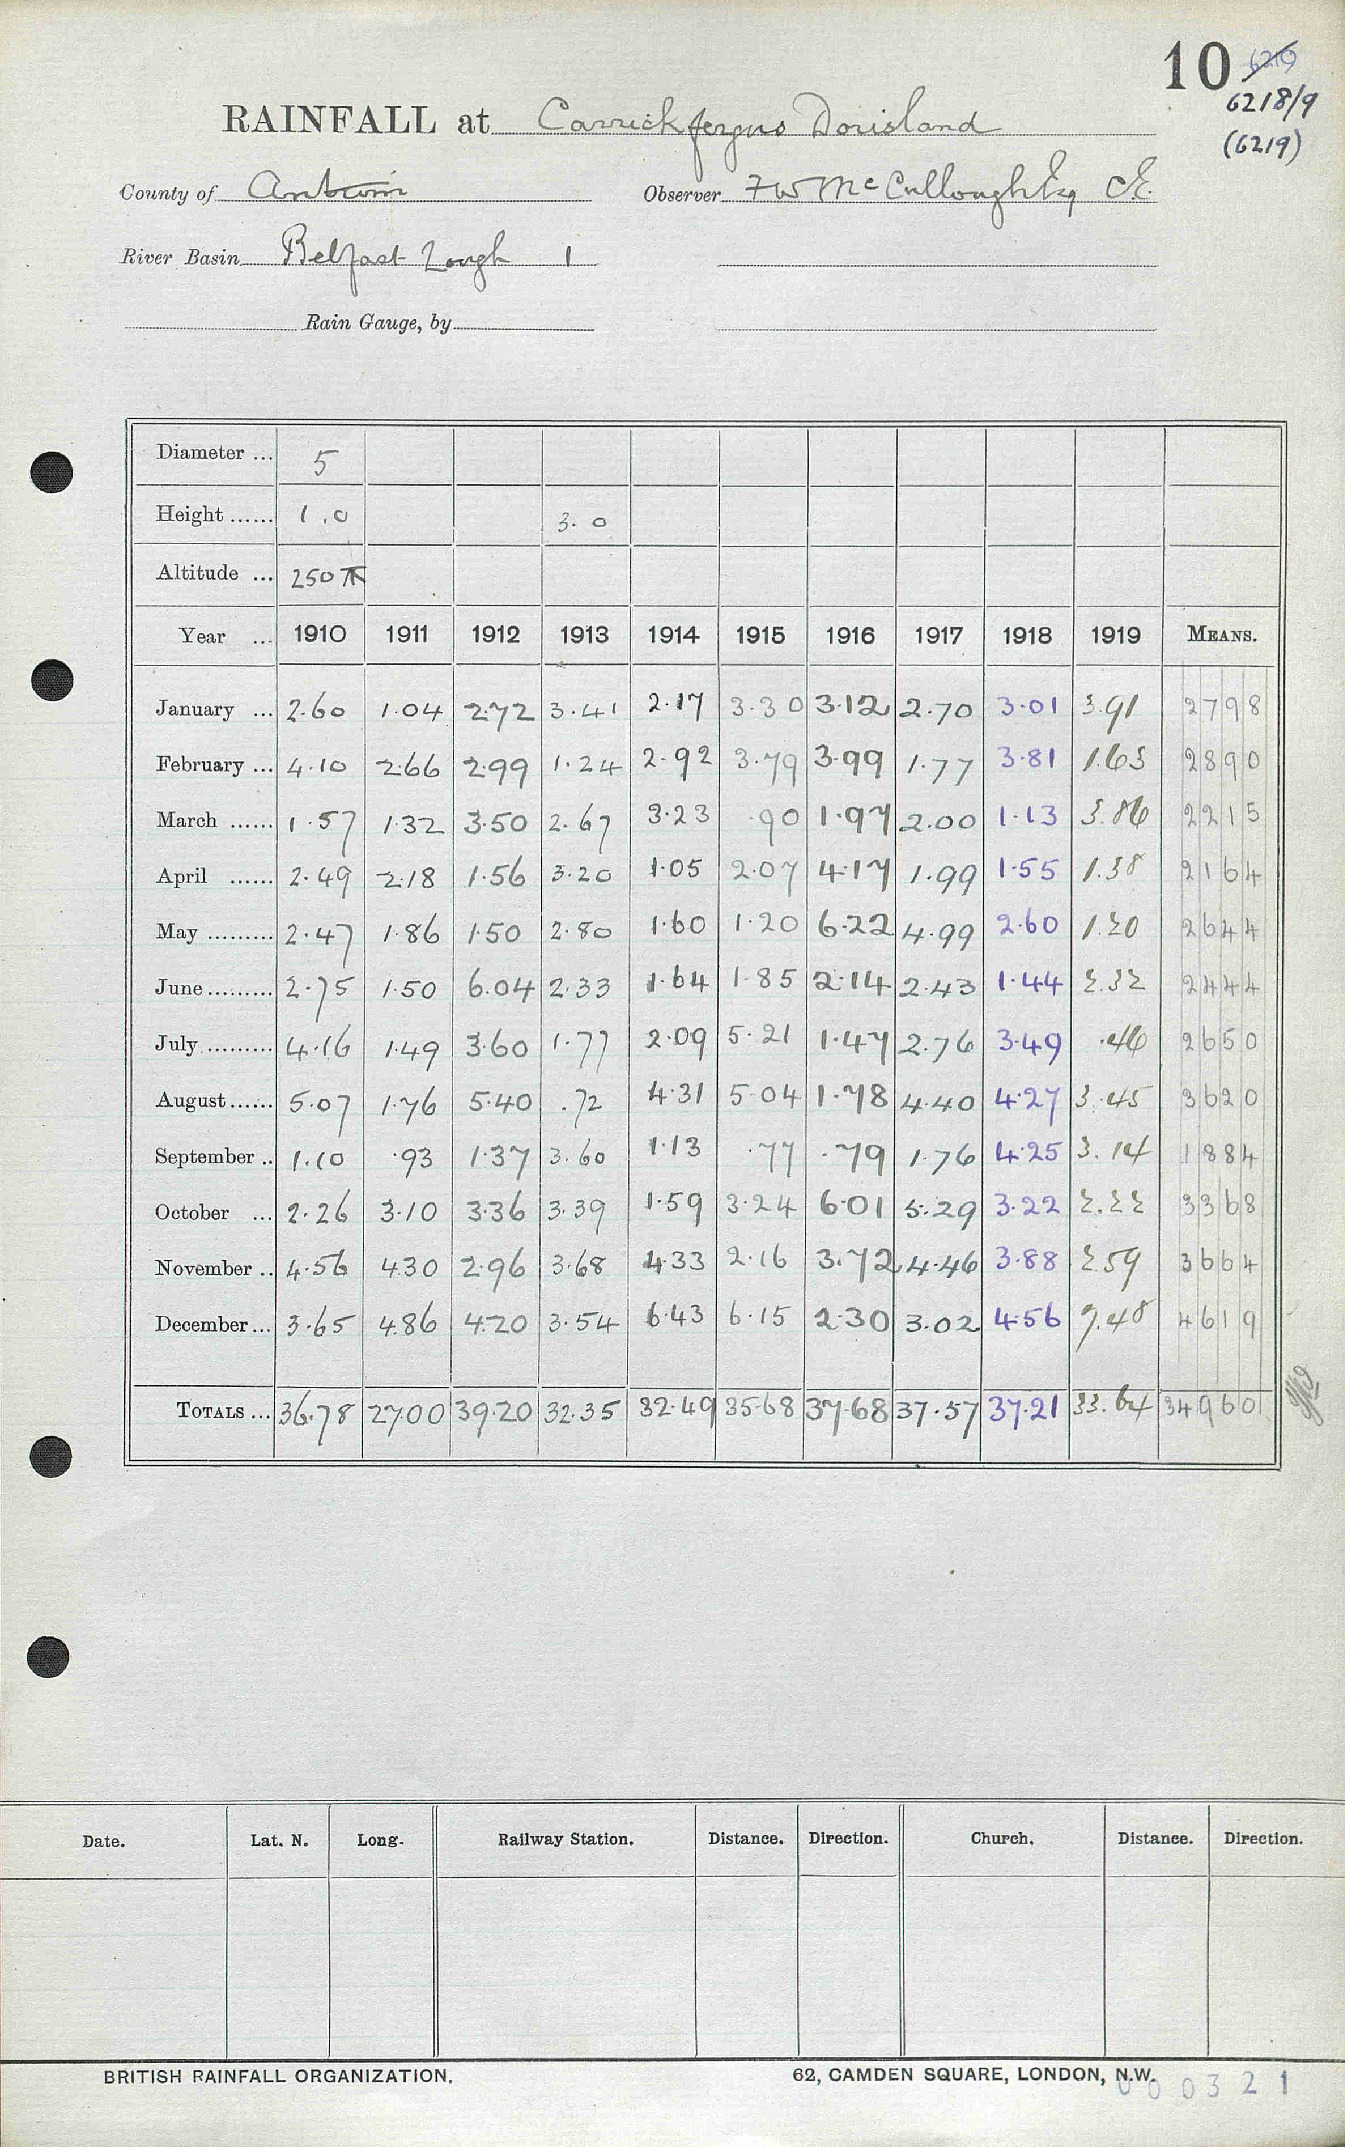 10 6219
6218/9
(6219)
RAINFALL at Carrickfergus Dorisland
County of Antrim Observer F W McCullough Esq CE.
River Basin Belfast Lough 1
Rain Gauge, by
Diameter ... 5
Height ...... 1.0 3.0
Altitude ... 250
Year ... 1910 1911 1912 1913 1914 1915 1916 1917 1918 1919 MEANS.
January ... 2.60 1.04 2.72 3.41 2.17 3.30 3.12 2.70 3.01 3.91 2798
February ... 4.10 2.66 2.99 1.24 2.92 3.79 3.99 1.77 3.81 1.63 2890
March ...... 1.57 1.32 3.50 2.67 3.23 .90 1.97 2.00 1.13 3.86 2215
April ...... 2.49 2.18 1.56 3.20 1.05 2.07 4.17 1.99 1.55 1.38 2164
May ......... 2.47 1.86 1.50 2.80 1.60 1.20 6.22 4.99 2.60 1.20 2644
June ......... 2.75 1.50 6.04 2.33 1.64 1.85 2.14 2.43 1.44 2.32 2444
July ......... 4.16 1.49 3.60 1.77 2.09 5.21 1.47 2.76 3.49 .46 2650
August ...... 5.07 1.76 5.40 .72 4.31 5.04 1.78 4.40 4.27 3.45 3620
September .. 1.10 .93 1.37 3.60 1.13 .77 .79 1.76 4.25 3.14 1884
October ... 2.26 3.10 3.36 3.39 1.59 3.24 6.01 5.29 3.22 2.22 3368
November .. 4.56 4.30 2.96 3.68 4.33 2.16 3.72 4.46 3.88 2.59 3664
December ... 3.65 4.86 4.20 3.54 6.43 6.15 2.30 3.02 4.56 7.48 4619
TOTALS ... 36.78 27.00 39.20 32.35 32.49 35.68 37.68 37.57 37.21 33.64 34960
Date. Lat. N. Long. Railway Station. Distance. Direction. Church. Distance. Direction.
BRITISH RAINFALL ORGANIZATION. 62, CAMDEN SQUARE, LONDON, N.W.
000321